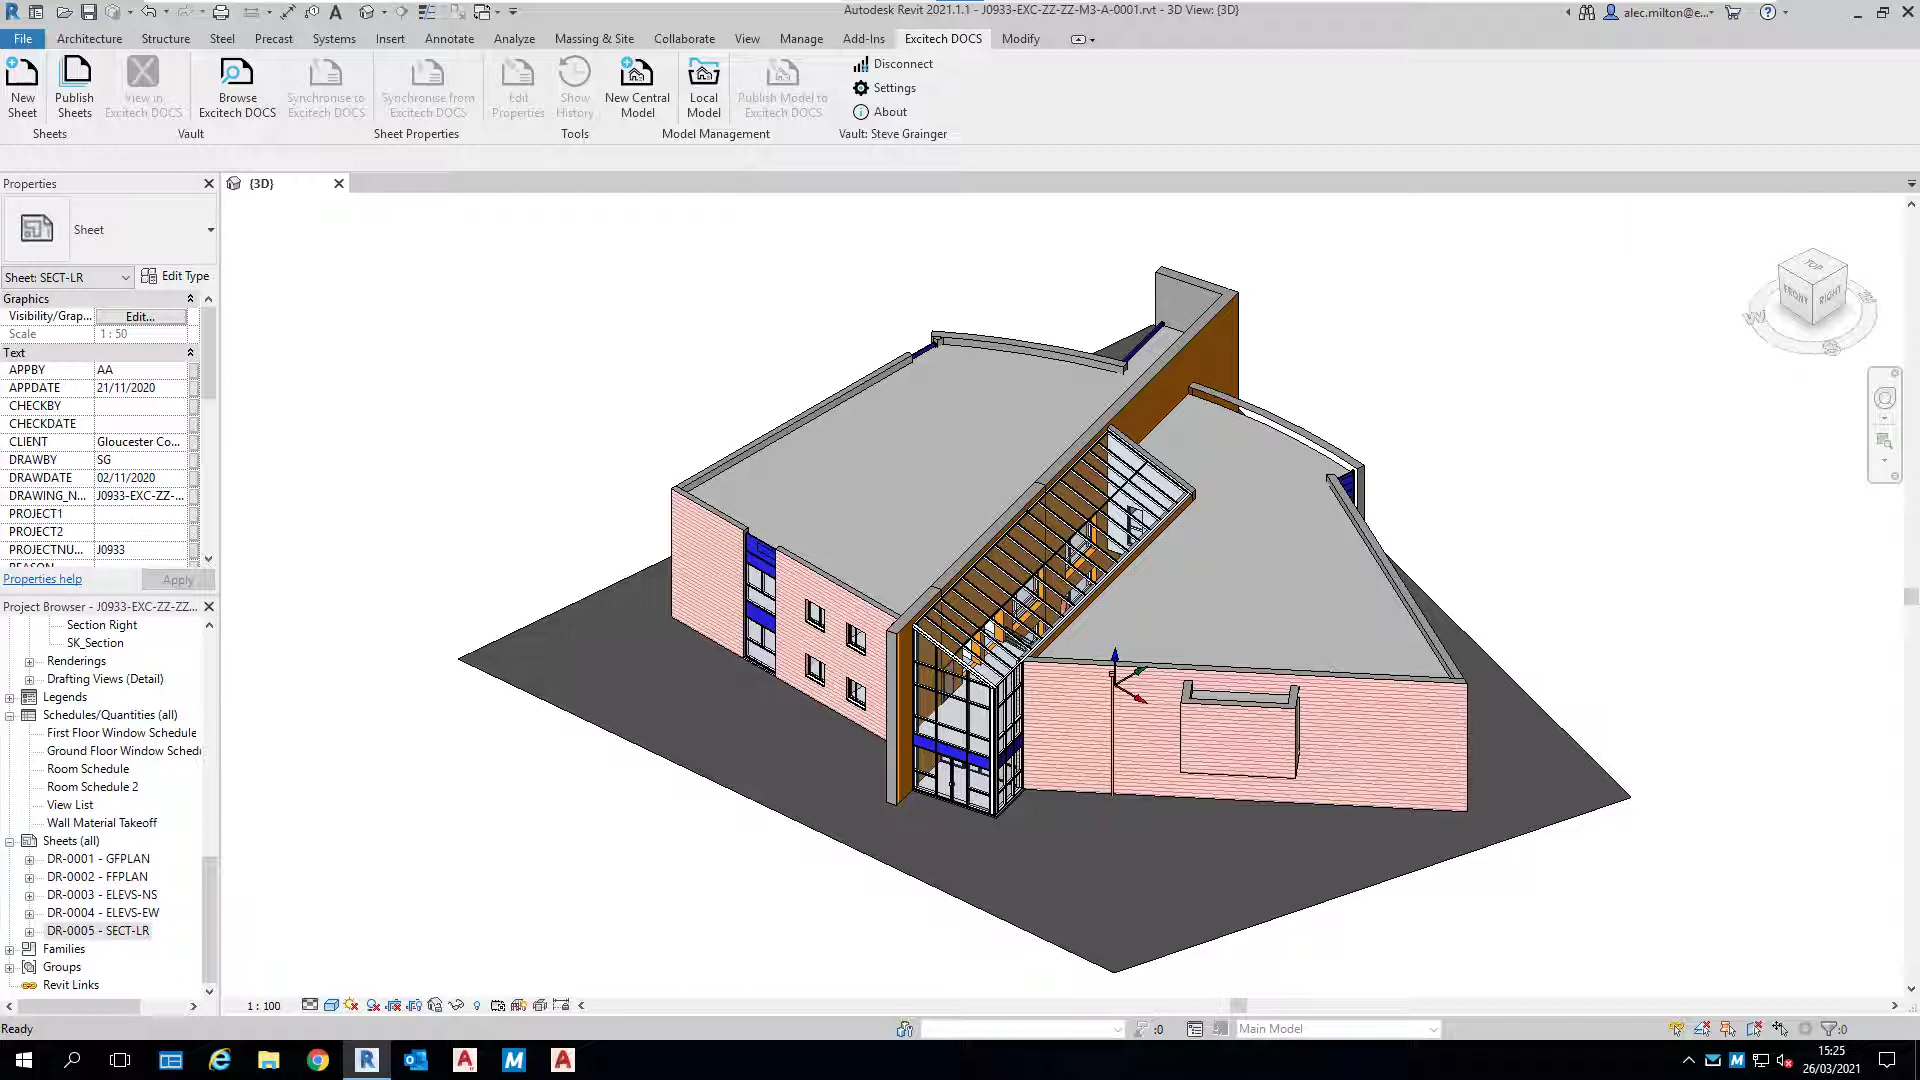 Autodesk Revit 2021.1.1 - J0933-EXC-ZZ-ZZ-M3-A-0001.rvt - 3D View: {3D}
alec.milton@e...
File Architecture Structure Steel Precast Systems Insert Annotate Analyze Massing & Site Collaborate View Manage Add-Ins Excitech DOCS Modify
New Sheet
Publish Sheets
View in Excitech DOCS
Browse Excitech DOCS
Synchronise to Excitech DOCS
Synchronise from Excitech DOCS
Edit Properties
Show History
New Central Model
Local Model
Publish Model to Excitech DOCS
Disconnect
Settings
About
Sheets Vault Sheet Properties Tools Model Management Vault: Steve Grainger
Properties
{3D}
Sheet
Sheet: SECT-LR Edit Type
Graphics
Visibility/Grap... Edit...
Scale 1 : 50
Text
APPBY AA
APPDATE 21/11/2020
CHECKBY
CHECKDATE
CLIENT Gloucester Co...
DRAWBY SG
DRAWDATE 02/11/2020
DRAWING_N... J0933-EXC-ZZ-...
PROJECT1
PROJECT2
PROJECTNU... J0933
Properties help Apply
Project Browser - J0933-EXC-ZZ-ZZ...
Section Right
SK_Section
Renderings
Drafting Views (Detail)
Legends
Schedules/Quantities (all)
First Floor Window Schedule
Ground Floor Window Sched
Room Schedule
Room Schedule 2
View List
Wall Material Takeoff
Sheets (all)
DR-0001 - GFPLAN
DR-0002 - FFPLAN
DR-0003 - ELEVS-NS
DR-0004 - ELEVS-EW
DR-0005 - SECT-LR
Families
Groups
Revit Links
TOP
FRONT
RIGHT
1 : 100
Ready
:0
Main Model
:0
15:25
26/03/2021